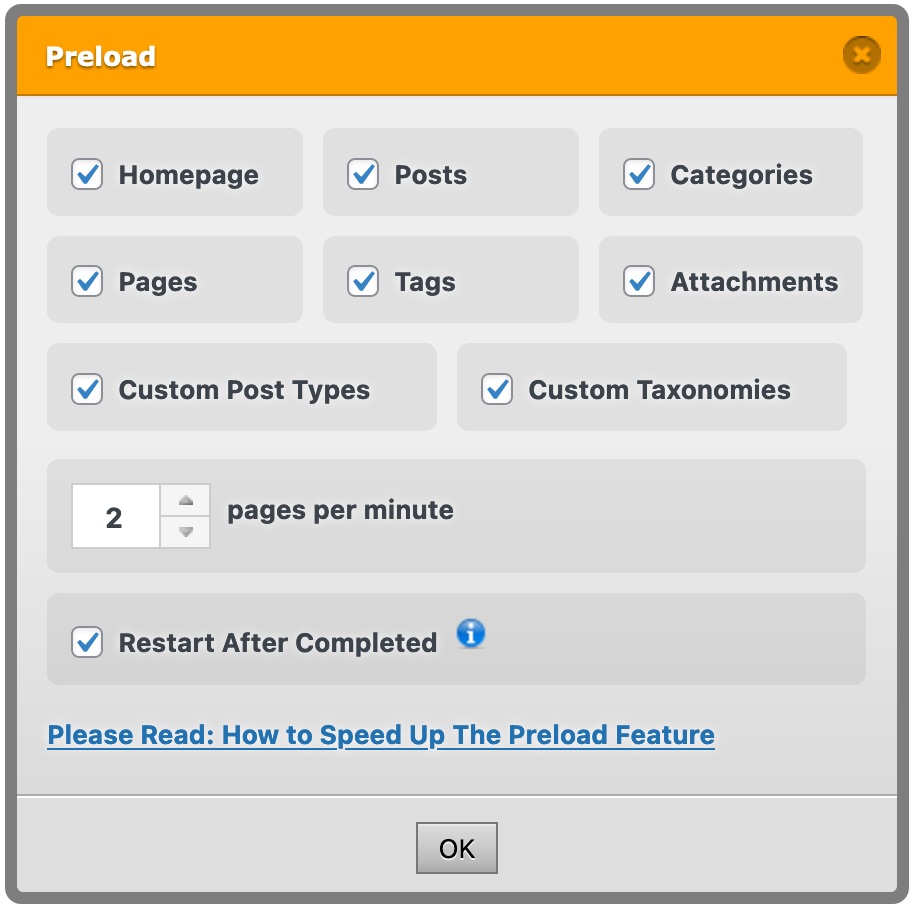 Preload
Homepage
Posts
Categories
Pages
Tags
Attachments
Custom Post Types
Custom Taxonomies
2 pages per minute
Restart After Completed
Please Read: How to Speed Up The Preload Feature
OK